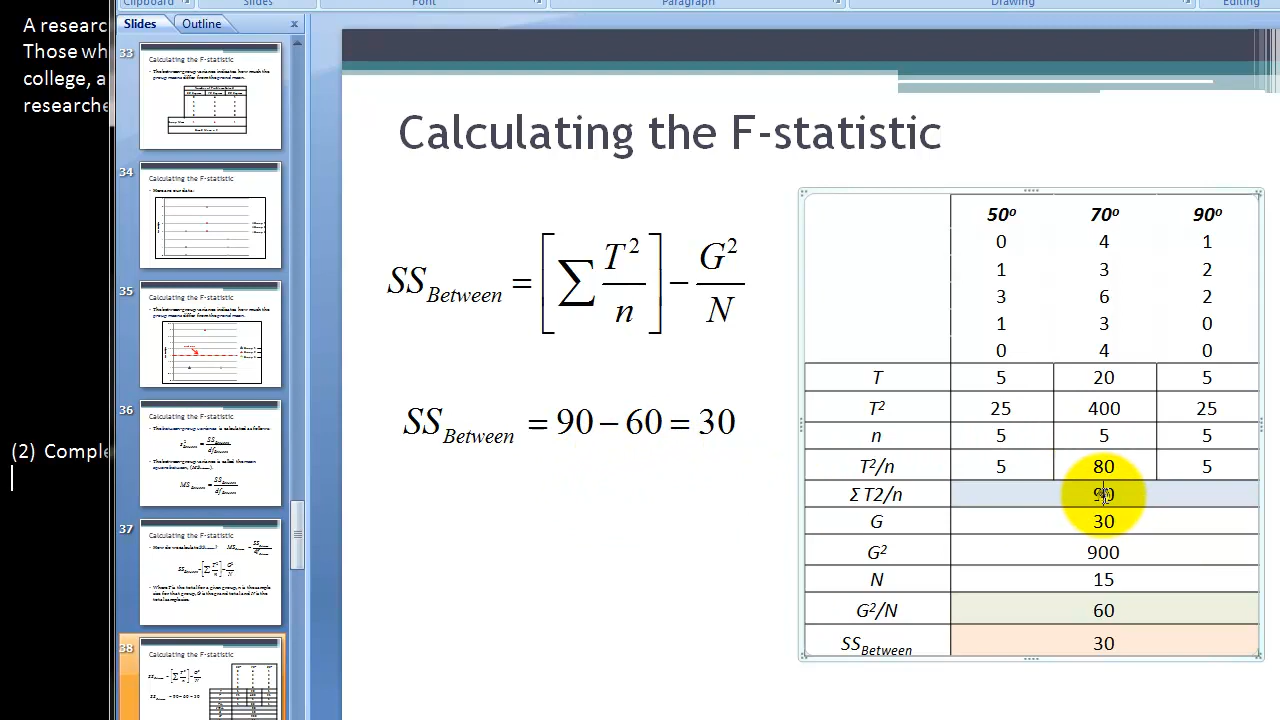 Clipboard
Slides
Font
Paragraph
Drawing
Editing
A researc
Those wh
college, a
researche
(2) Comple
Slides
Outline
x
33
Calculating the F-statistic
34
Calculating the F-statistic
Here are our data:
35
Calculating the F-statistic
36
Calculating the F-statistic
37
Calculating the F-statistic
38
Calculating the F-statistic
Calculating the F-statistic
SS_Between = [∑ T²/n] − G²/N
SS_Between = 90 − 60 = 30
50º 70º 90º
0 4 1
1 3 2
3 6 2
1 3 0
0 4 0
T 5 20 5
T² 25 400 25
n 5 5 5
T²/n 5 80 5
Σ T2/n 90
G 30
G² 900
N 15
G²/N 60
SS_Between 30